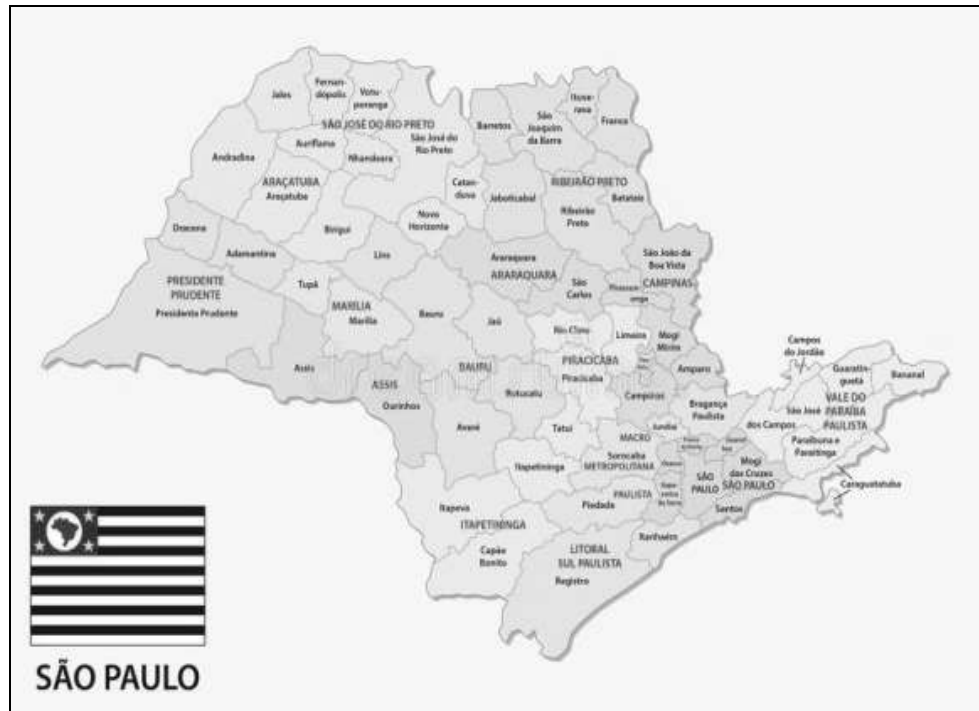 Jales
Fernan-
dópolis
Votu-
poranga
SÃO JOSÉ DO RIO PRETO
São José do
Rio Preto
Barretos
São
Joaquim
da Barra
Ituve-
rava
Franca
Andradina
Auriflama
Nhandeara
ARAÇATUBA
Araçatuba
Catan-
duva
Jaboticabal
RIBEIRÃO PRETO
Ribeirão
Preto
Batatais
Novo
Horizonte
Dracena
Adamantina
Birigui
Lins
Araraquara
ARARAQUARA
São
Carlos
São João da
Boa Vista
CAMPINAS
PRESIDENTE
PRUDENTE
Presidente Prudente
Tupã
MARÍLIA
Marília
Bauru
Jaú
Rio Claro
Limeira
Mogi
Mirim
PIRACICABA
Piracicaba
Amparo
Campos
do Jordão
Guaratin-
guetá
Bananal
Assis
ASSIS
Ourinhos
BAURU
Botucatu
Avaré
Campinas
Bragança
Paulista
São José
dos Campos
VALE DO
PARAÍBA
PAULISTA
Paraibuna e
Paraitinga
Caraguatatuba
Tatuí
Jundiaí
MACRO
METROPOLITANA
PAULISTA
Sorocaba
Itapetininga
Piedade
SÃO
PAULO
Mogi
das Cruzes
SÃO PAULO
Santos
Itapeva
ITAPETININGA
Capão
Bonito
LITORAL
SUL PAULISTA
Registro
SÃO PAULO